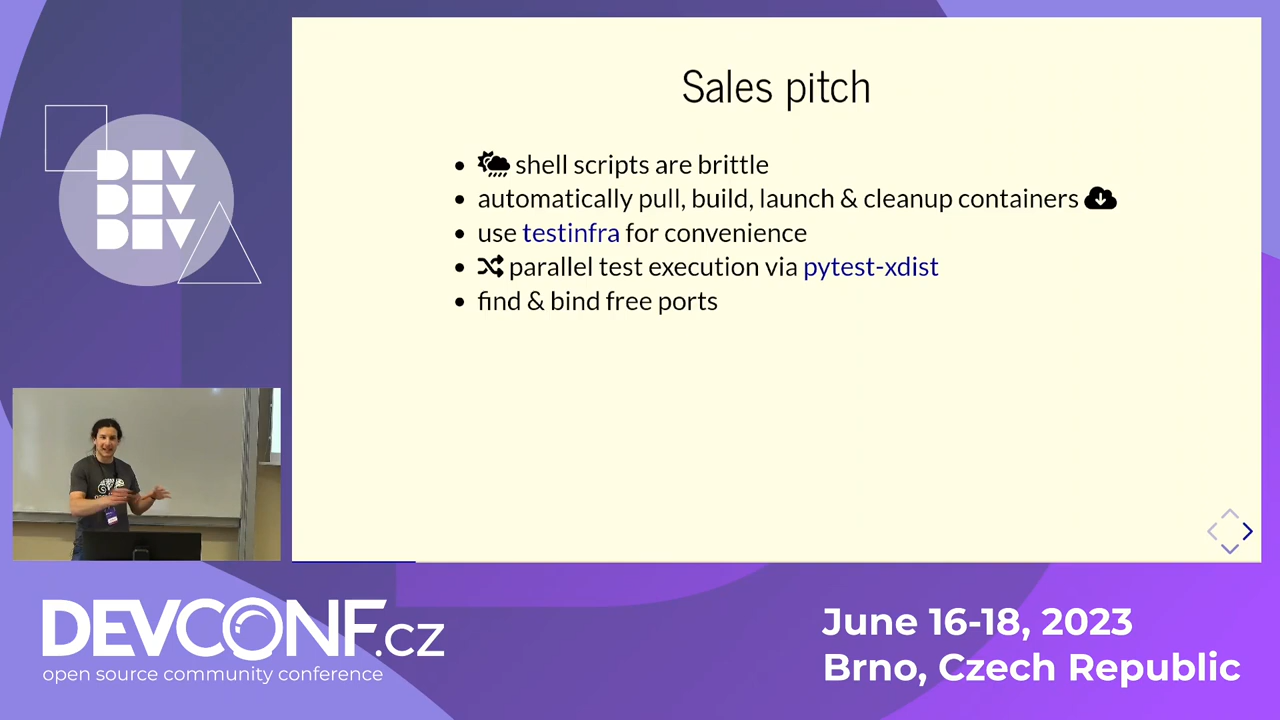 Sales pitch
shell scripts are brittle
automatically pull, build, launch & cleanup containers
use testinfra for convenience
parallel test execution via pytest-xdist
find & bind free ports
DEV
DEV
DEV
DEVCONF.cz
open source community conference
June 16-18, 2023
Brno, Czech Republic